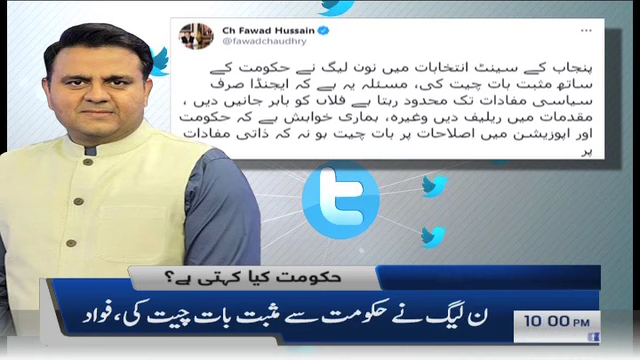 Ch Fawad Hussain
@fawadchaudhry
پنجاب کے سینٹ انتخابات میں نون لیگ نے حکومت کے
ساتھ مثبت بات چیت کی، مسئلہ یہ ہے کہ ایجنڈا صرف
سیاسی مفادات تک محدود رہتا ہے فلاں کو باہر جانیں دیں ،
مقدمات میں ریلیف دیں وغیرہ، ہماری خواہش ہے کہ حکومت
اور اپوزیشن میں اصلاحات پر بات چیت ہو نہ کہ ذاتی مفادات
پر
حکومت کیا کہتی ہے؟
ن لیگ نے حکومت سے مثبت بات چیت کی، فواد
10:00 PM